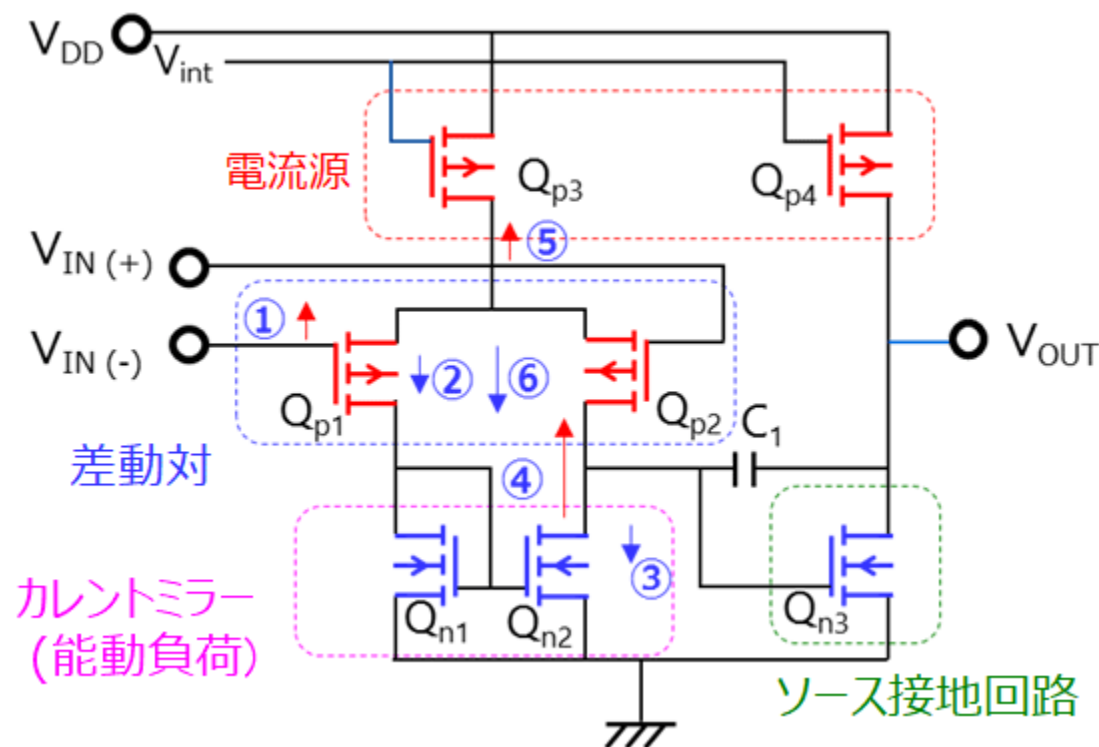 VDD
Vint
電流源
Qp3
Qp4
⑤
VIN (+)
①
VIN (-)
②
⑥
VOUT
Qp1
Qp2
C1
差動対
④
③
カレントミラー
(能動負荷)
Qn1
Qn2
Qn3
ソース接地回路